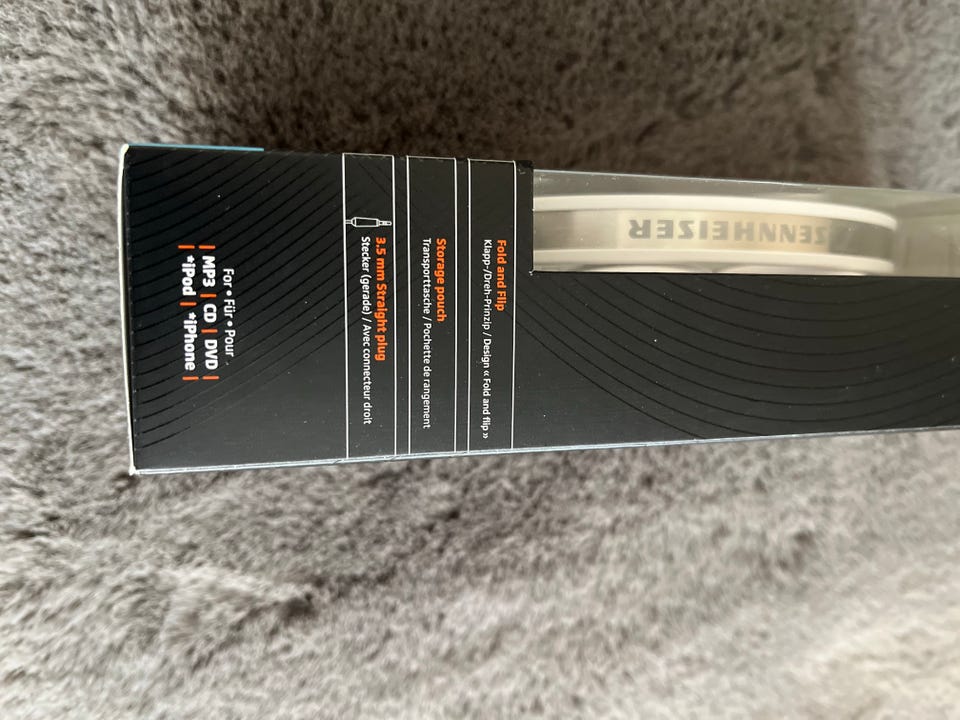 SENNHEISER
Fold and Flip
Klapp-/Dreh-Prinzip / Design « Fold and flip »
Storage pouch
Transporttasche / Pochette de rangement
3.5 mm Straight plug
Stecker (gerade) / Avec connecteur droit
For • Für • Pour
| MP3 | CD | DVD |
| *iPod | *iPhone |